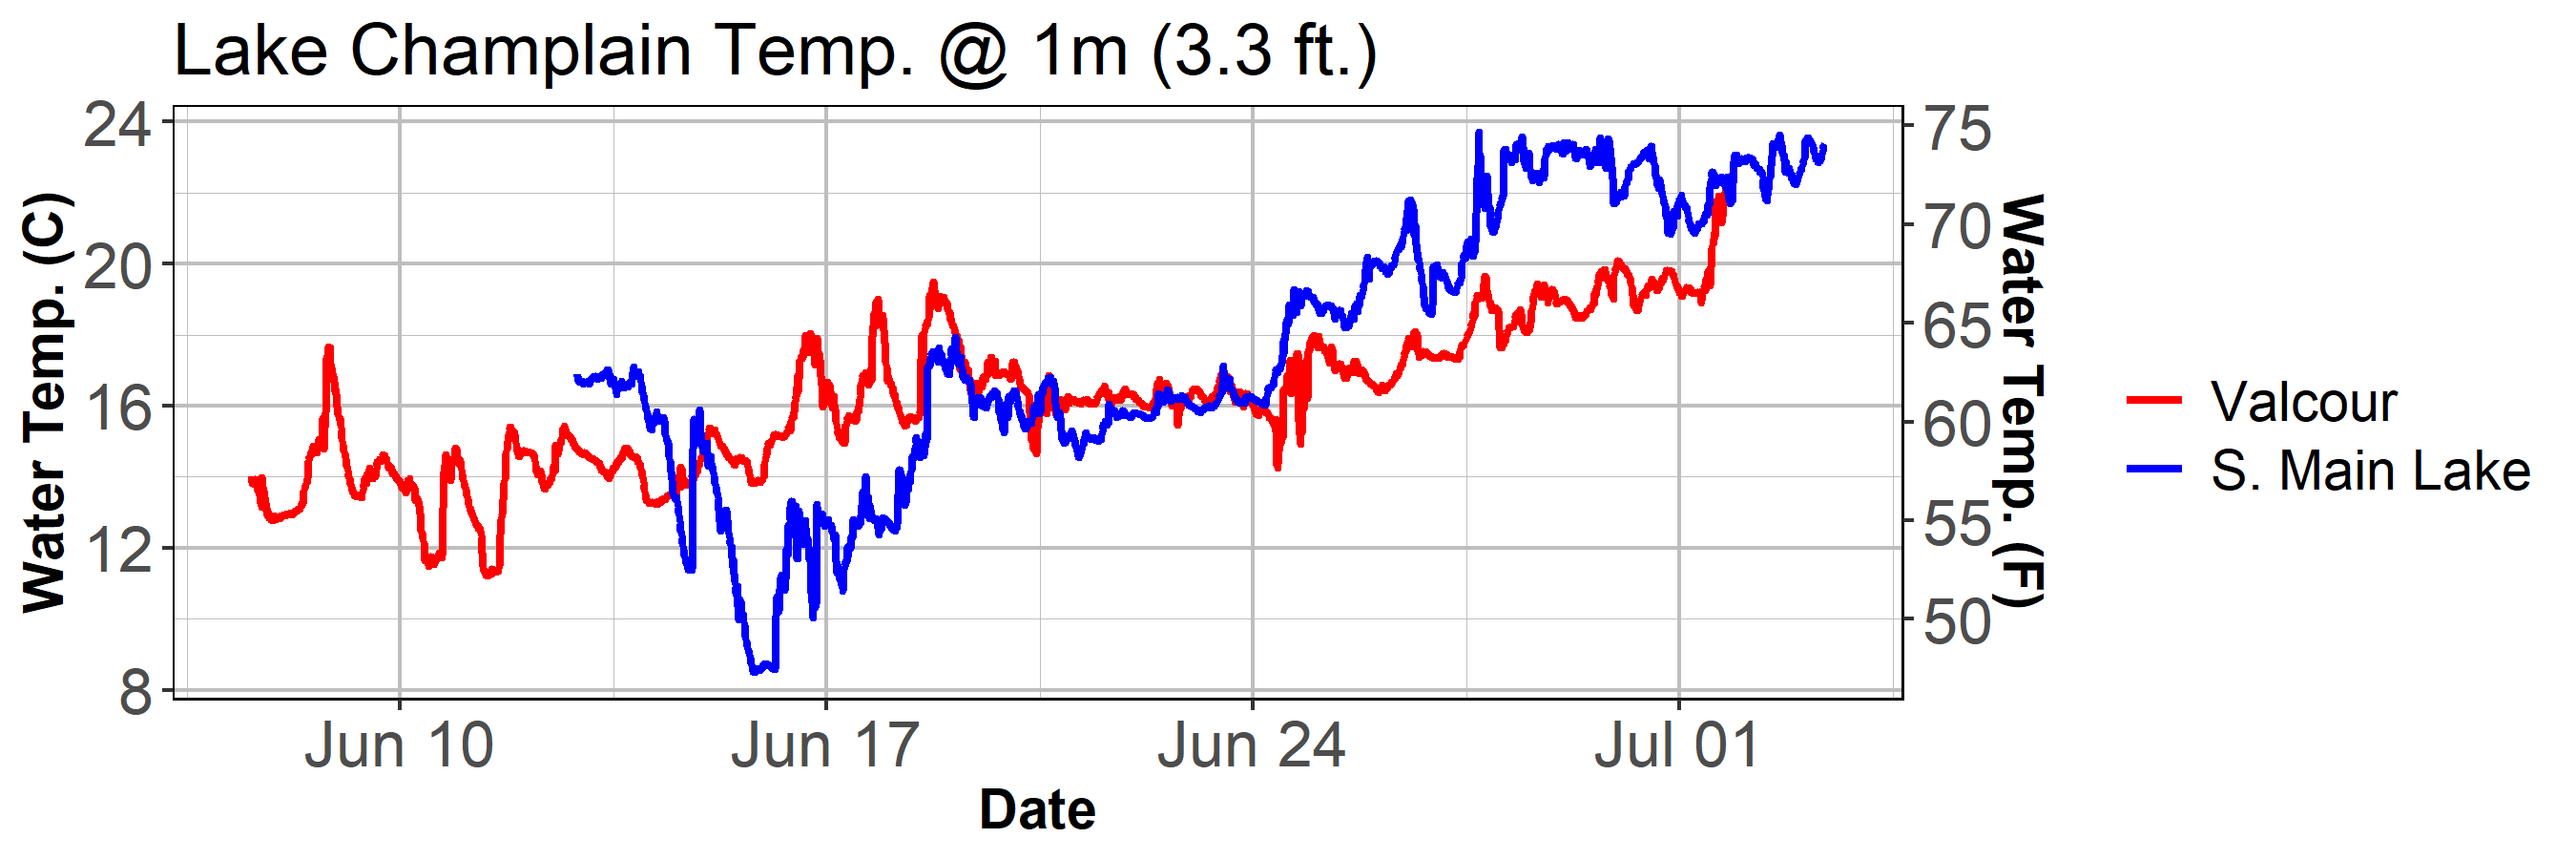 Lake Champlain Temp. @ 1m (3.3 ft.)
Water Temp. (C)
24
20
16
12
8
75
70
65
60
55
50
Water Temp. (F)
Jun 10
Jun 17
Jun 24
Jul 01
Date
Valcour
S. Main Lake